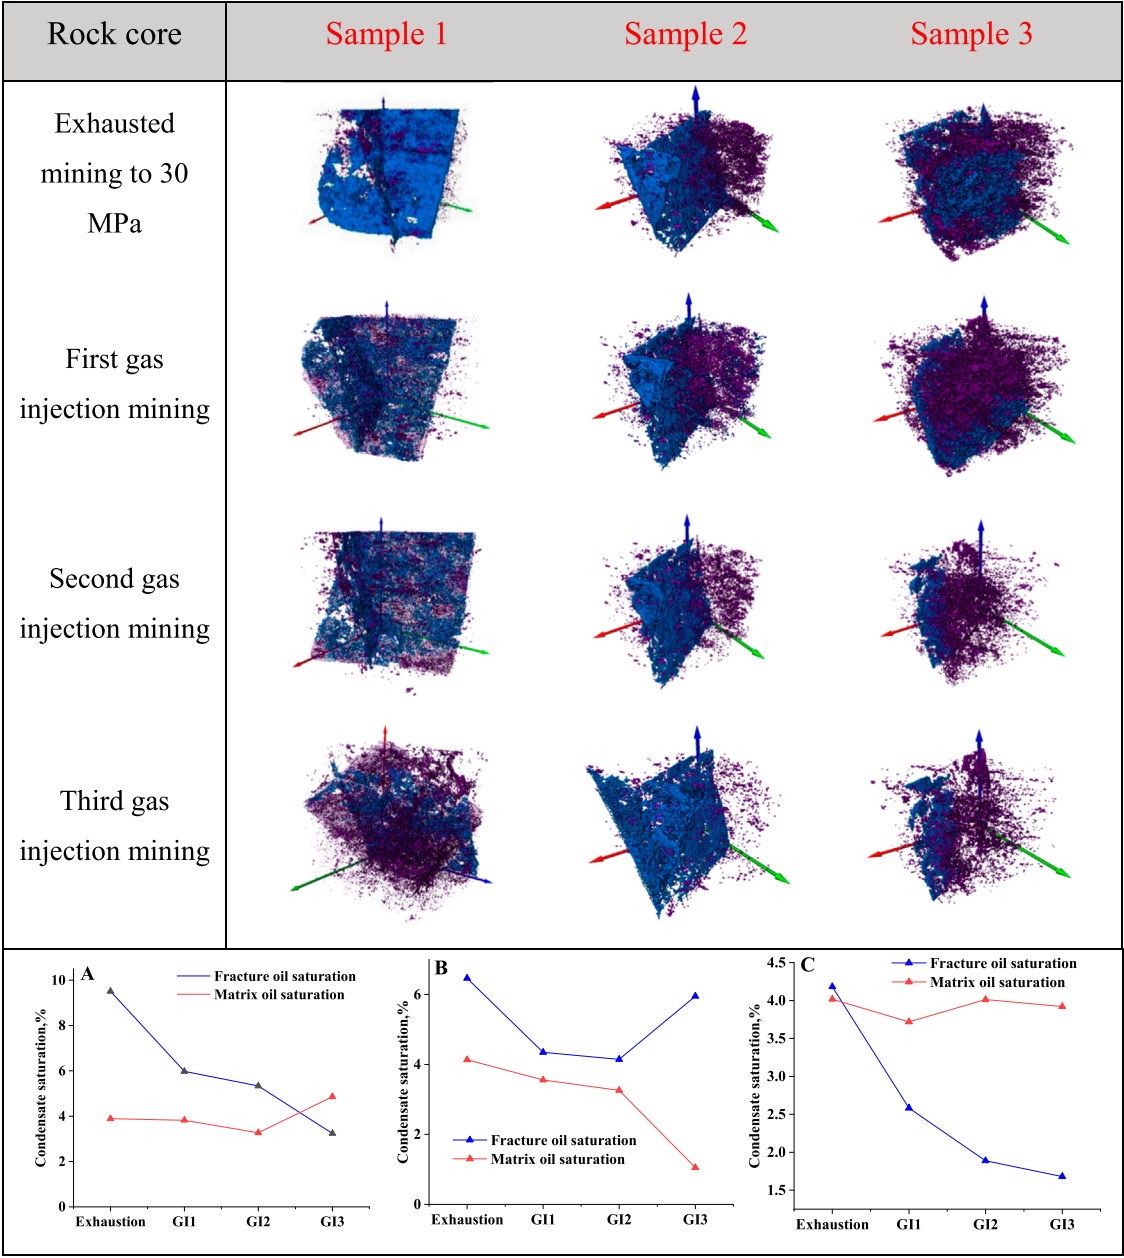 Rock core
Sample 1
Sample 2
Sample 3
Exhausted
mining to 30
MPa
First gas
injection mining
Second gas
injection mining
Third gas
injection mining
A
Fracture oil saturation
Matrix oil saturation
Condensate saturation,%
10
8
6
4
2
0
Exhaustion
GI1
GI2
GI3
B
Condensate saturation,%
6
4
2
0
Fracture oil saturation
Matrix oil saturation
Exhaustion
GI1
GI2
GI3
C
Fracture oil saturation
Matrix oil saturation
Condensate saturation,%
4.5
4.0
3.5
3.0
2.5
2.0
1.5
Exhaustion
GI1
GI2
GI3